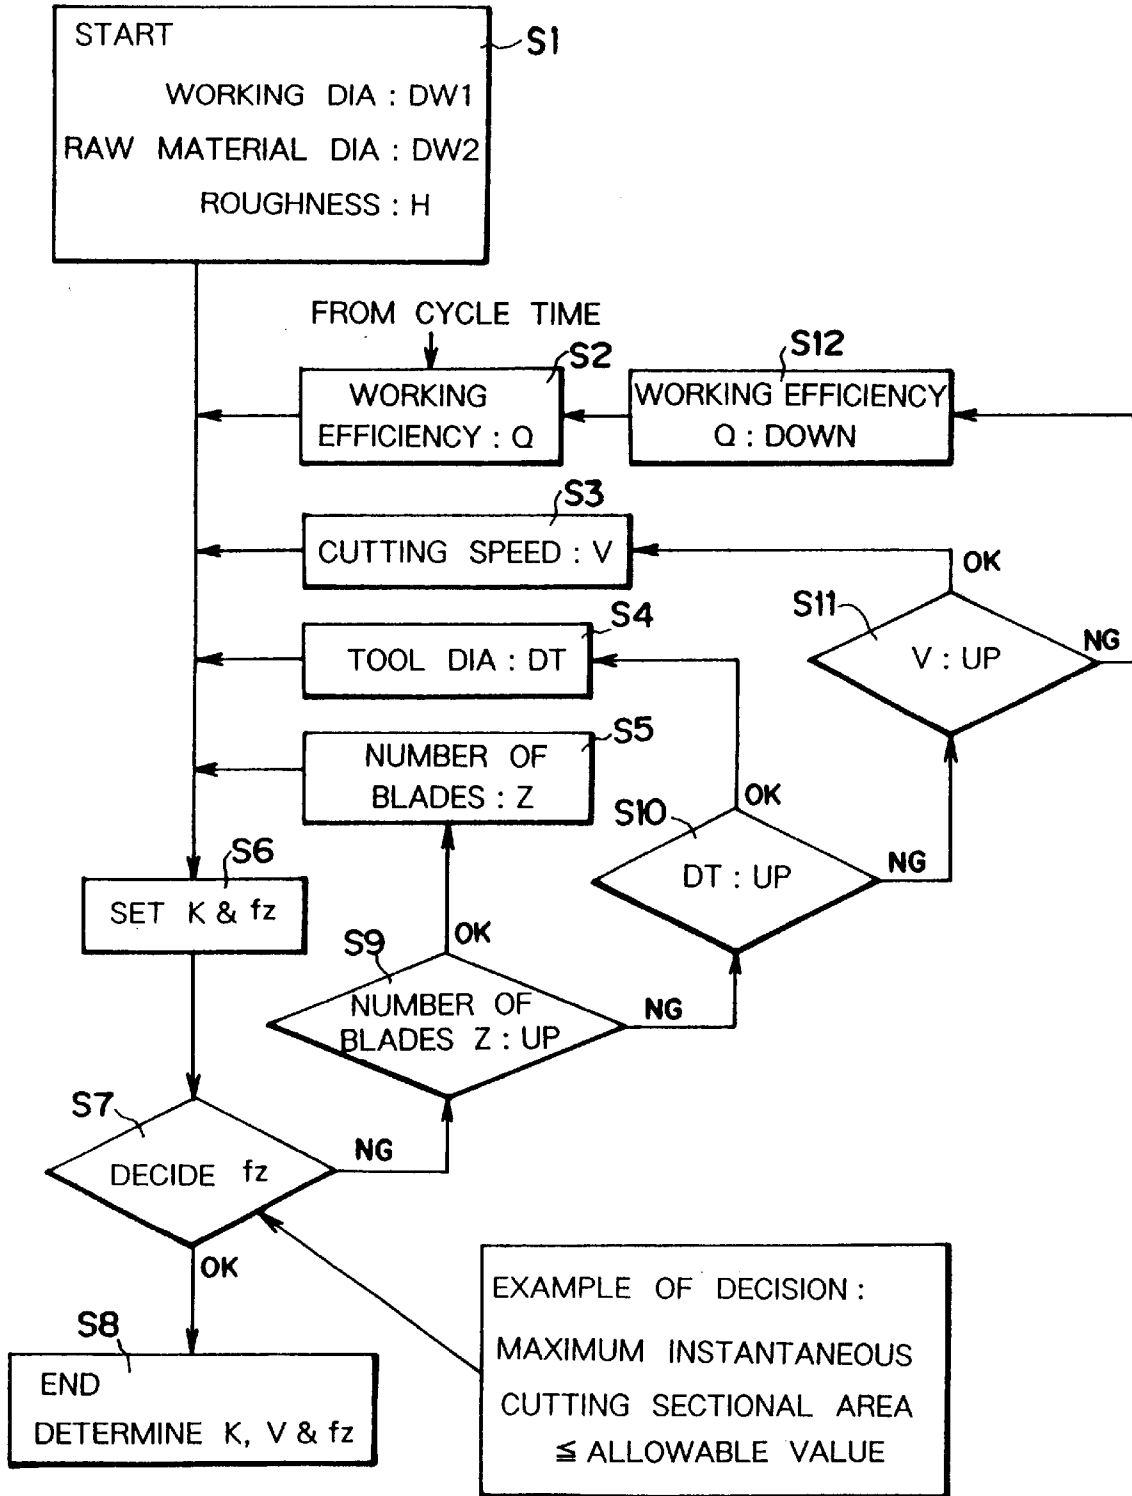 START
S1
WORKING DIA : DW1
RAW MATERIAL DIA : DW2
ROUGHNESS : H
FROM CYCLE TIME
S2
WORKING
EFFICIENCY : Q
S12
WORKING EFFICIENCY
Q : DOWN
S3
CUTTING SPEED : V
OK
S11
V : UP
NG
S4
TOOL DIA : DT
S5
NUMBER OF
BLADES : Z
OK
S10
DT : UP
NG
S6
SET K & fz
OK
S9
NUMBER OF
BLADES Z : UP
NG
S7
DECIDE fz
NG
OK
S8
END
DETERMINE K, V & fz
EXAMPLE OF DECISION :
MAXIMUM INSTANTANEOUS
CUTTING SECTIONAL AREA
≦ ALLOWABLE VALUE